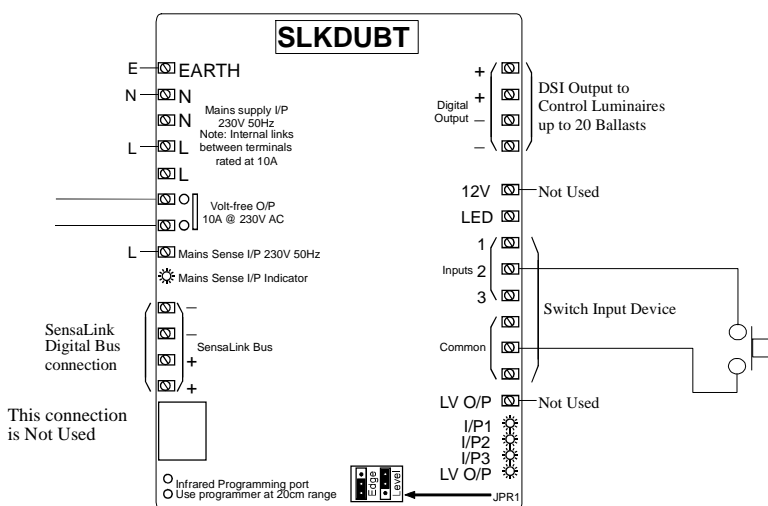 SLKDUBT
E
EARTH
N
N
N
Mains supply I/P
230V 50Hz
Note: Internal links
between terminals
rated at 10A
L
L
L
Volt-free O/P
10A @ 230V AC
L
Mains Sense I/P 230V 50Hz
Mains Sense I/P Indicator
SensaLink
Digital Bus
connection
–
–
+
+
SensaLink Bus
This connection
is Not Used
Infrared Programming port
Use programmer at 20cm range
Edge
Level
JPR1
+
+
–
–
Digital
Output
DSI Output to
Control Luminaires
up to 20 Ballasts
12V
Not Used
LED
1
Inputs 2
3
Common
Switch Input Device
LV O/P
Not Used
I/P1
I/P2
I/P3
LV O/P